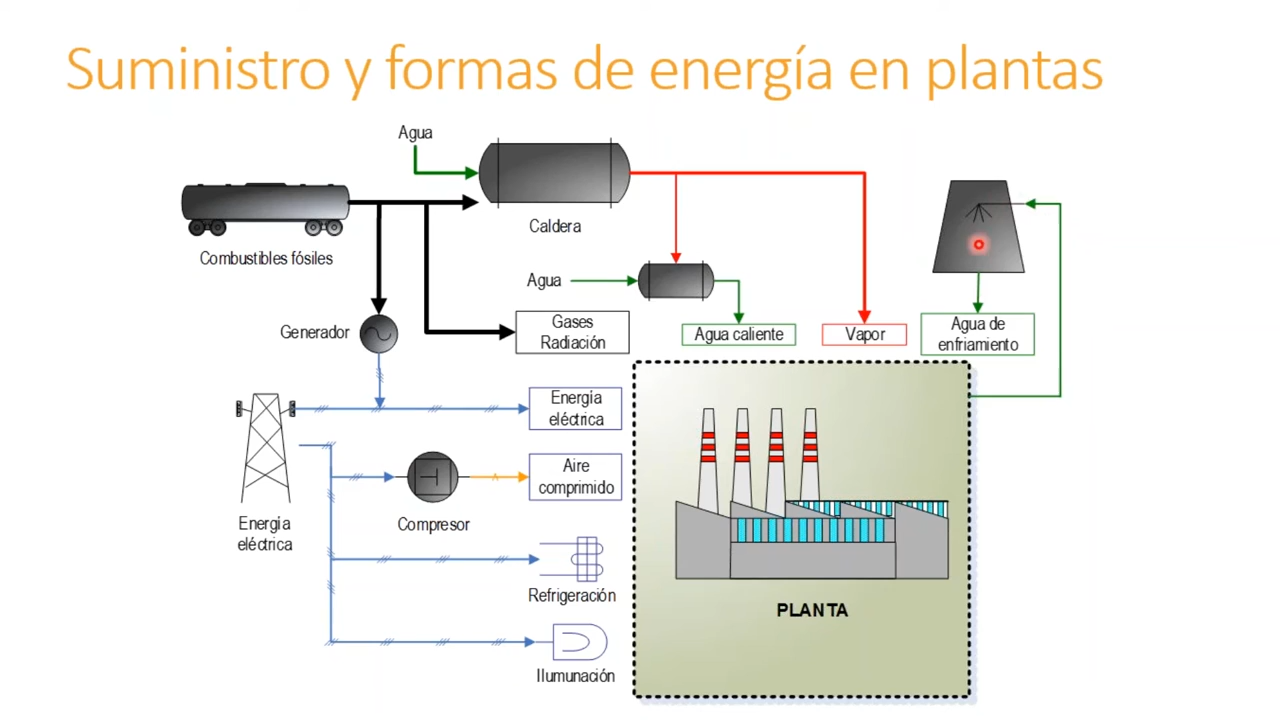 Suministro y formas de energía en plantas
Agua
Combustibles fósiles
Caldera
Agua
Generador
Gases
Radiación
Agua caliente
Vapor
Agua de
enfriamiento
Energía
eléctrica
Aire
comprimido
Energía
eléctrica
Compresor
Refrigeración
Ilumunación
PLANTA